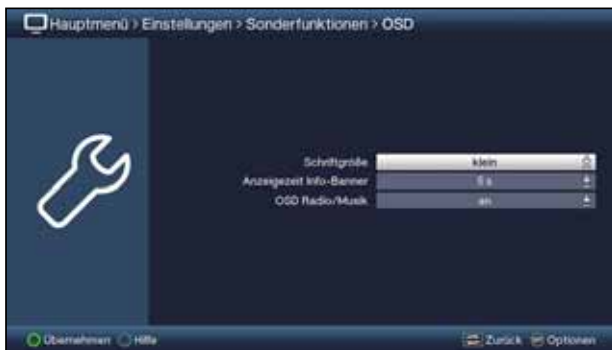 Hauptmenü > Einstellungen > Sonderfunktionen > OSD
Schriftgröße klein
Anzeigezeit Info-Banner 5 s
OSD Radio/Musik an
Übernehmen Hilfe Zurück Optionen